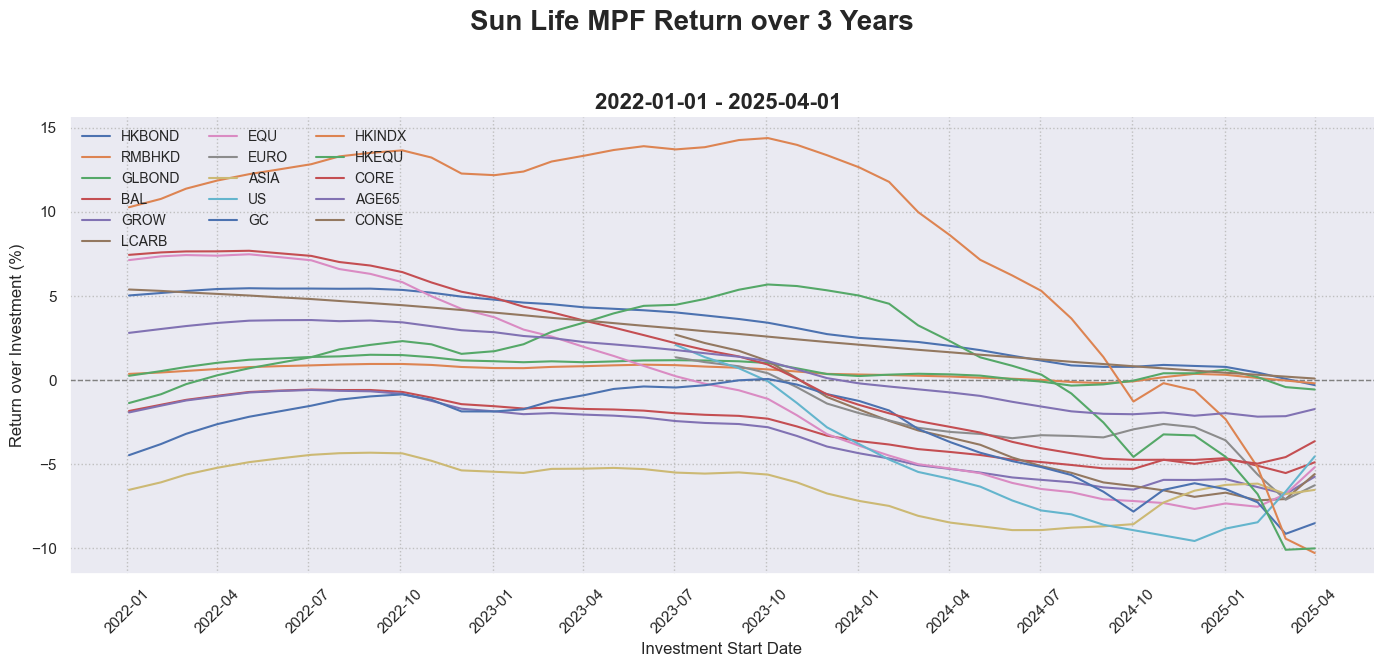 Sun Life MPF Return over 3 Years
2022-01-01 - 2025-04-01
HKBOND EQU HKINDX
RMBHKD EURO HKEQU
GLBOND ASIA CORE
BAL US AGE65
GROW GC CONSE
LCARB
Return over Investment (%)
15
10
5
0
−5
−10
2022-01 2022-04 2022-07 2022-10 2023-01 2023-04 2023-07 2023-10 2024-01 2024-04 2024-07 2024-10 2025-01 2025-04
Investment Start Date